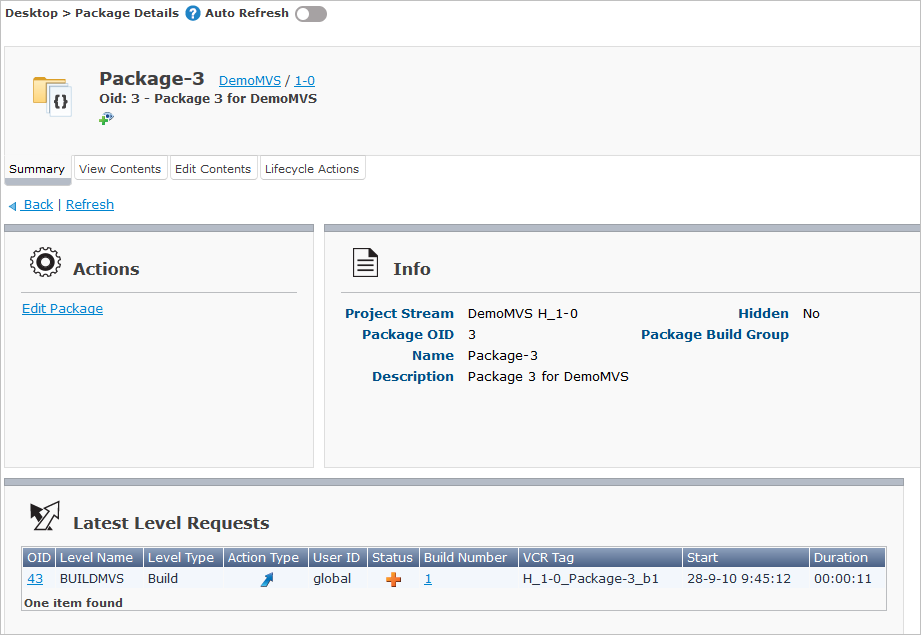 Desktop > Package Details ? Auto Refresh
Package-3 DemoMVS / 1-0
Oid: 3 - Package 3 for DemoMVS
Summary View Contents Edit Contents Lifecycle Actions
Back | Refresh
Actions
Edit Package
Info
Project Stream DemoMVS H_1-0 Hidden No
Package OID 3 Package Build Group
Name Package-3
Description Package 3 for DemoMVS
Latest Level Requests
OID Level Name Level Type Action Type User ID Status Build Number VCR Tag Start Duration
43 BUILDMVS Build global 1 H_1-0_Package-3_b1 28-9-10 9:45:12 00:00:11
One item found